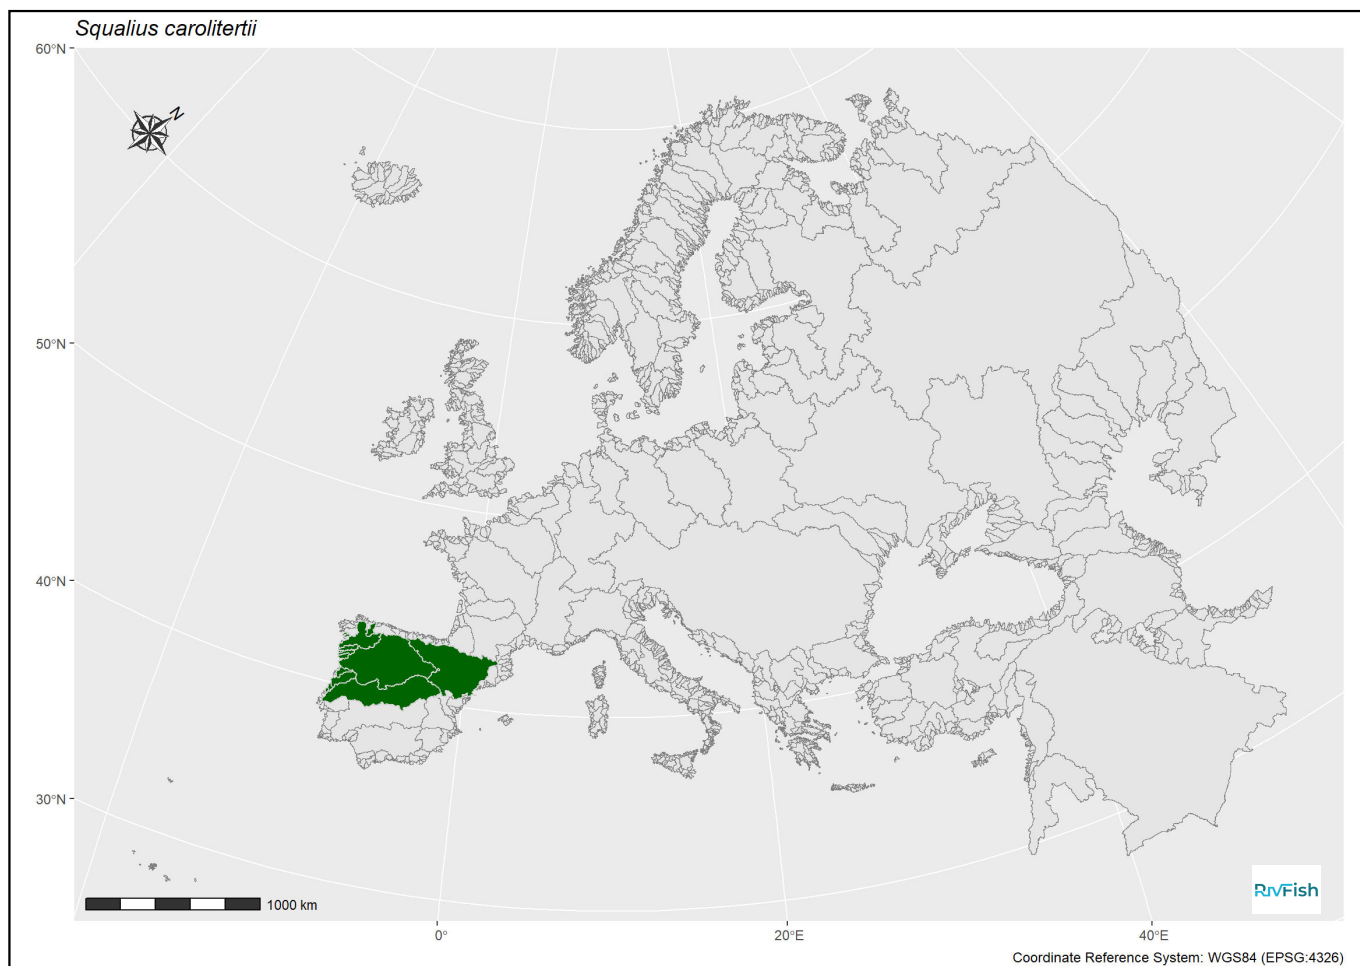 Squalius carolitertii
60°N
N
50°N
40°N
30°N
1000 km
RIVFish
0°
20°E
40°E
Coordinate Reference System: WGS84 (EPSG:4326)